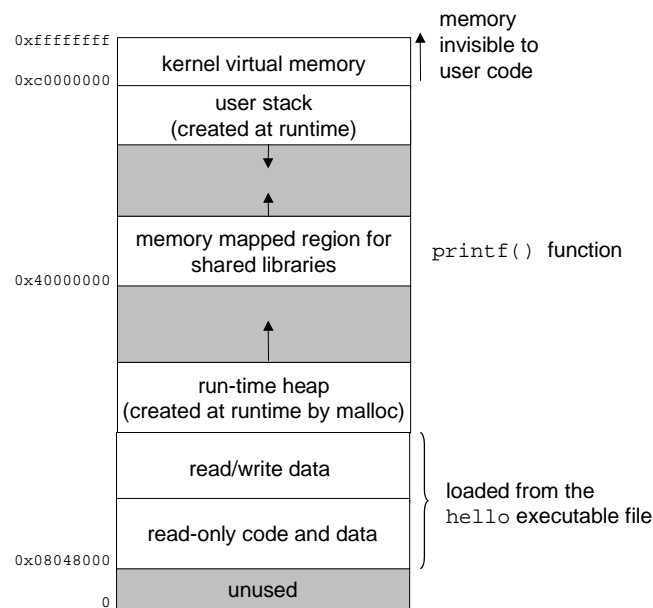 memory
invisible to
user code
0xffffffff
kernel virtual memory
0xc0000000
user stack
(created at runtime)
memory mapped region for
shared libraries
printf() function
0x40000000
run-time heap
(created at runtime by malloc)
read/write data
loaded from the
hello executable file
read-only code and data
0x08048000
unused
0